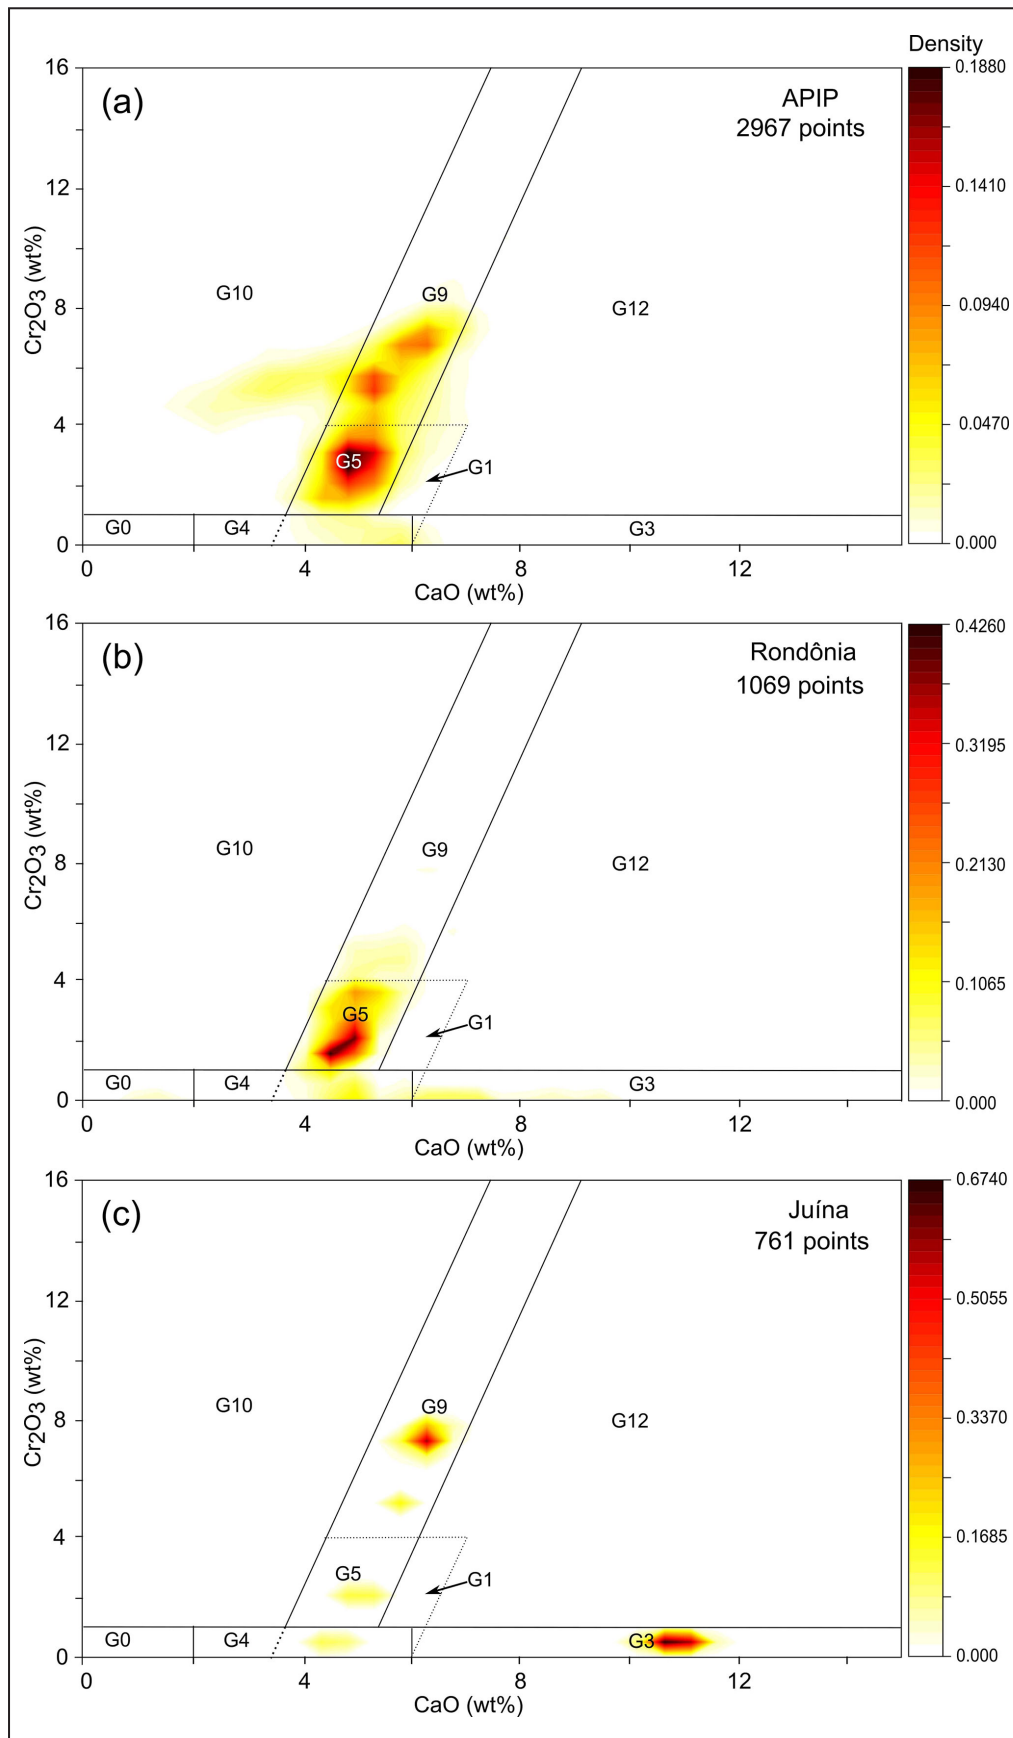 Density
(a)
APIP
2967 points
Cr2O3 (wt%)
16
12
8
4
0
G10
G9
G12
G5
G1
G0
G4
G3
0
4
8
12
CaO (wt%)
0.1880
0.1410
0.0940
0.0470
0.000
(b)
Rondônia
1069 points
Cr2O3 (wt%)
16
12
8
4
0
G10
G9
G12
G5
G1
G0
G4
G3
0
4
8
12
CaO (wt%)
0.4260
0.3195
0.2130
0.1065
0.000
(c)
Juína
761 points
Cr2O3 (wt%)
16
12
8
4
0
G10
G9
G12
G5
G1
G0
G4
G3
0
4
8
12
CaO (wt%)
0.6740
0.5055
0.3370
0.1685
0.000